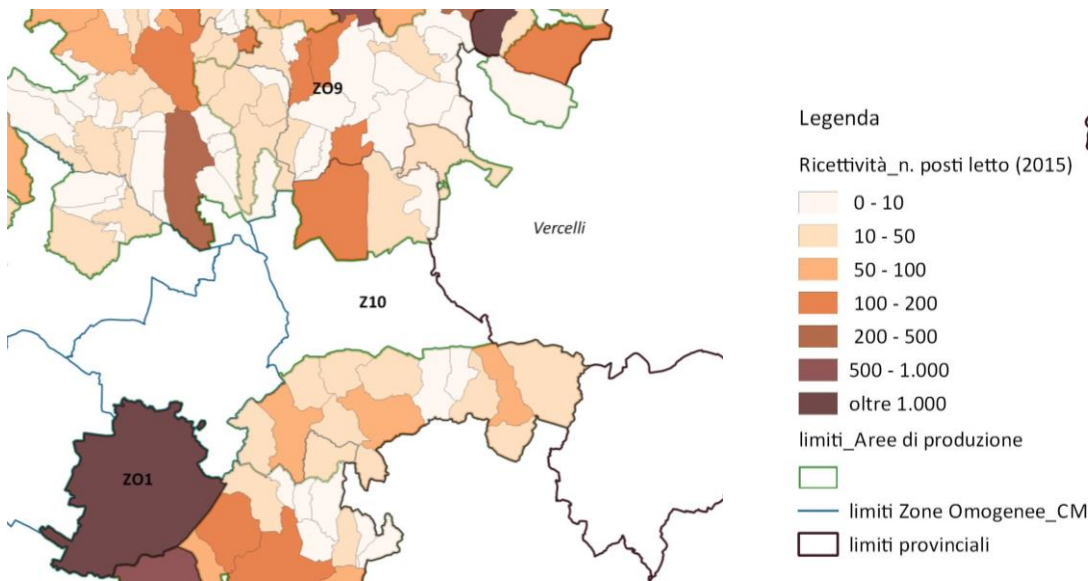 ZO9
Vercelli
Z10
ZO1
Legenda
Ricettività_n. posti letto (2015)
0 - 10
10 - 50
50 - 100
100 - 200
200 - 500
500 - 1.000
oltre 1.000
limiti_Aree di produzione
limiti Zone Omogenee_CM
limiti provinciali